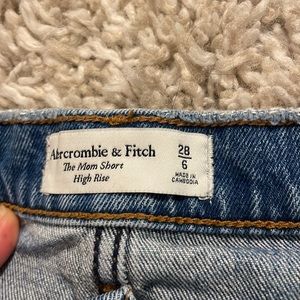 Abercrombie & Fitch
The Mom Short
High Rise
28
6
MADE IN
CAMBODIA